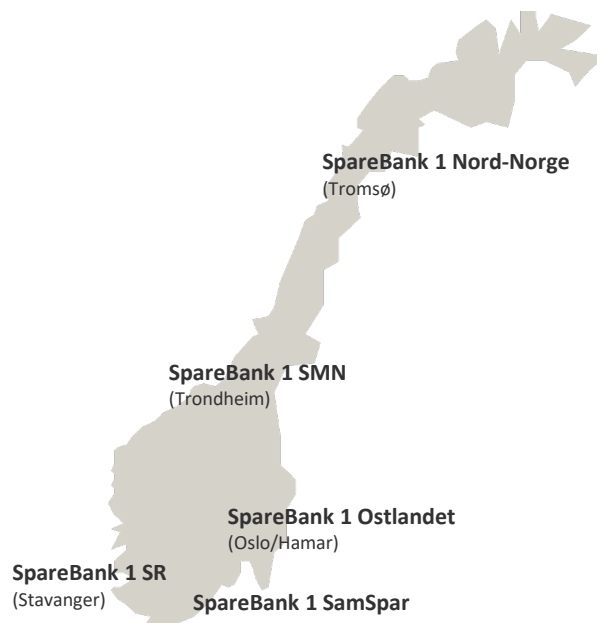 SpareBank 1 Nord-Norge
(Tromsø)
SpareBank 1 SMN
(Trondheim)
SpareBank 1 Ostlandet
(Oslo/Hamar)
SpareBank 1 SR
(Stavanger)
SpareBank 1 SamSpar